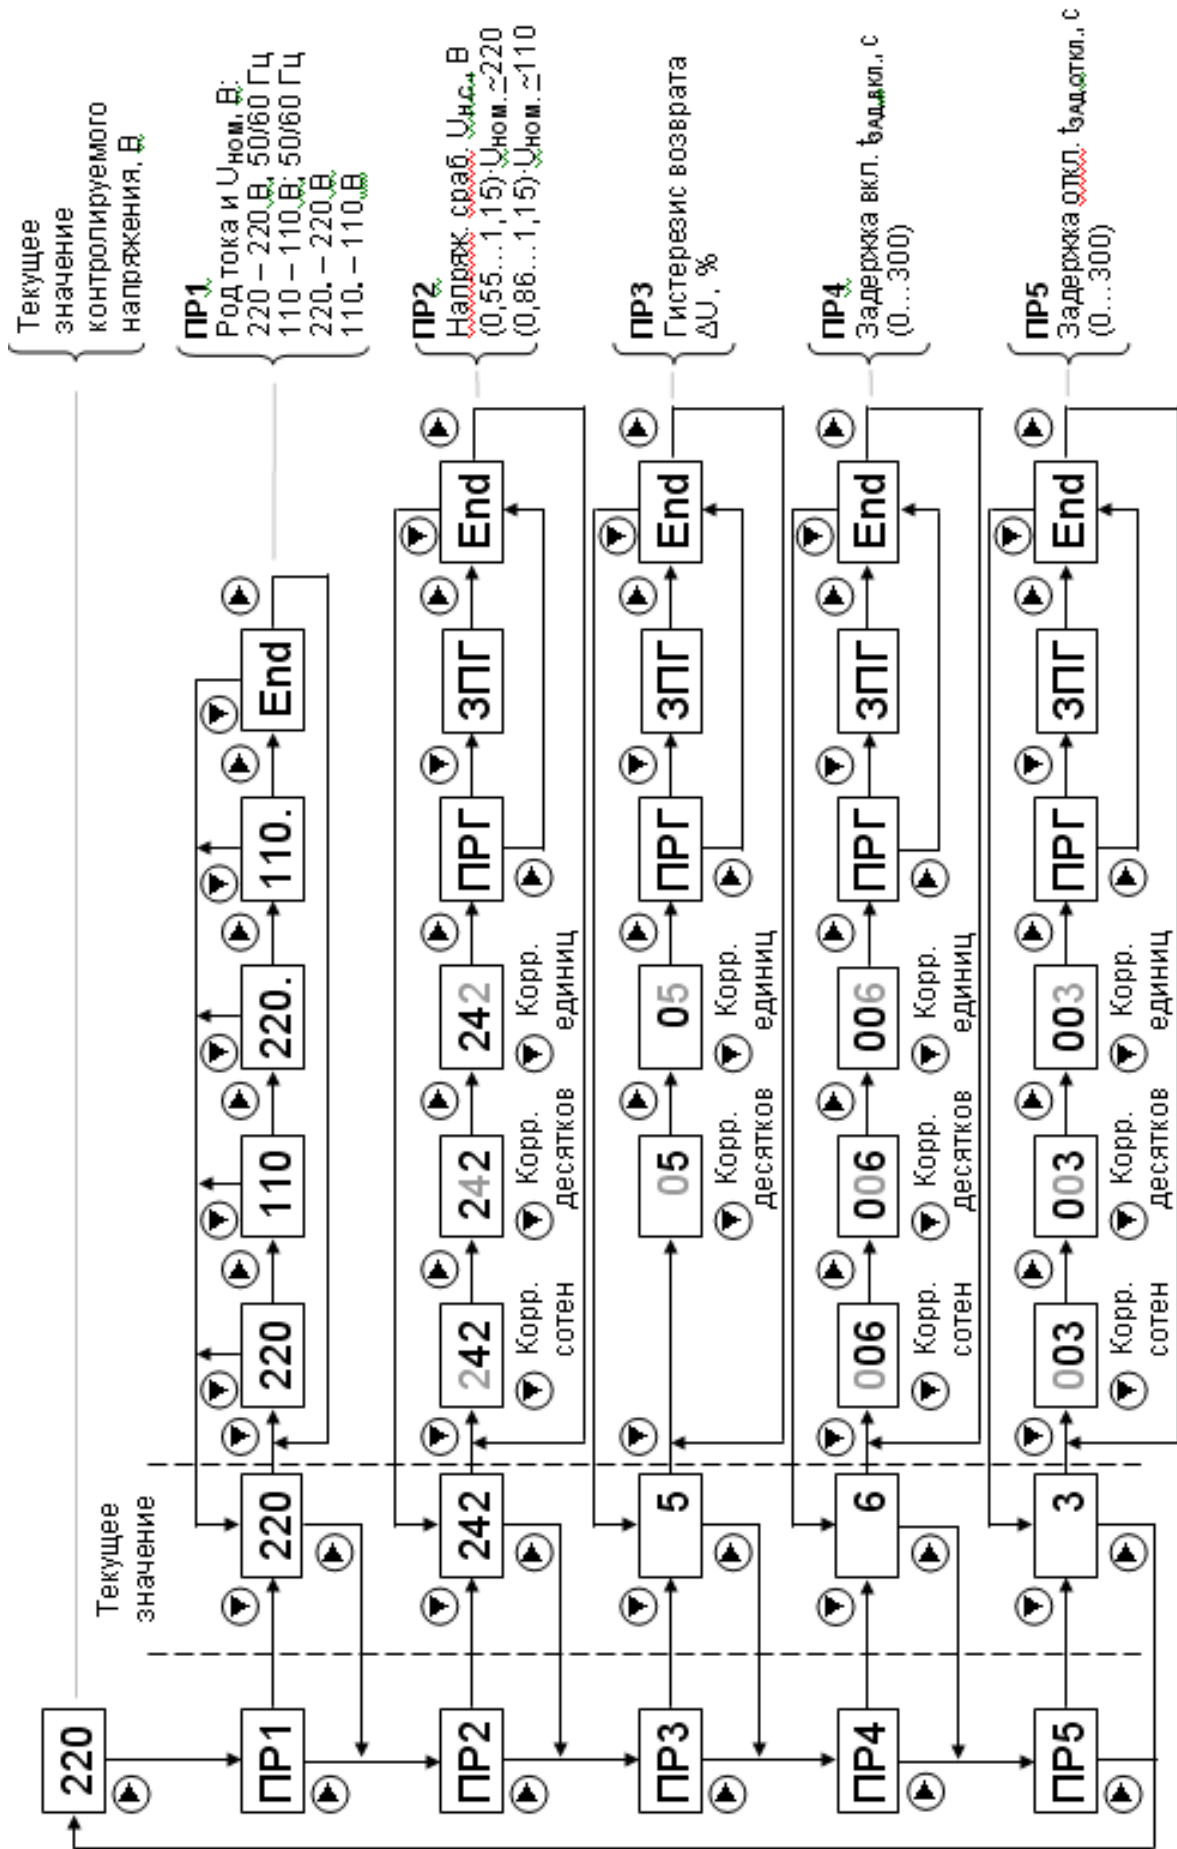 220
Текущее
значение
контролируемого
напряжения, В
Текущее
значение
ПР1 220 220 110 220. 110. End
ПР1
Род тока и Uном, В:
220 – 220 В, 50/60 Гц
110 – 110 В; 50/60 Гц
220. – 220 В
110. – 110 В
ПР2 242 242 242 242 ПРГ ЗПГ End
Корр. сотен
Корр. десятков
Корр. единиц
ПР2
Напряж. сраб. Uн.с., В
(0,55...1,15)·Uном. ~220
(0,86...1,15)·Uном. ~110
ПР3 5 05 05 ПРГ ЗПГ End
Корр. десятков
Корр. единиц
ПР3
Гистерезис возврата
ΔU, %
ПР4 6 006 006 006 ПРГ ЗПГ End
Корр. сотен
Корр. десятков
Корр. единиц
ПР4
Задержка вкл. tзад.вкл., с
(0...300)
ПР5 3 003 003 003 ПРГ ЗПГ End
Корр. сотен
Корр. десятков
Корр. единиц
ПР5
Задержка откл. tзад.откл., с
(0...300)